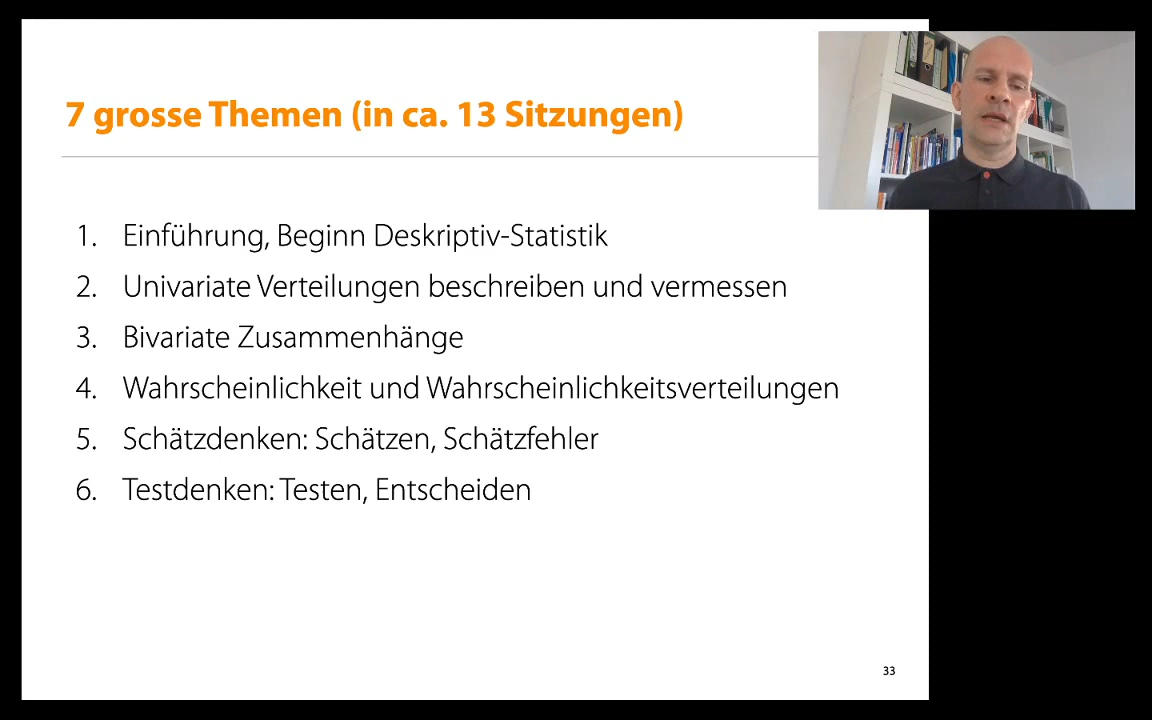 7 grosse Themen (in ca. 13 Sitzungen)
1. Einführung, Beginn Deskriptiv-Statistik
2. Univariate Verteilungen beschreiben und vermessen
3. Bivariate Zusammenhänge
4. Wahrscheinlichkeit und Wahrscheinlichkeitsverteilungen
5. Schätzdenken: Schätzen, Schätzfehler
6. Testdenken: Testen, Entscheiden
33